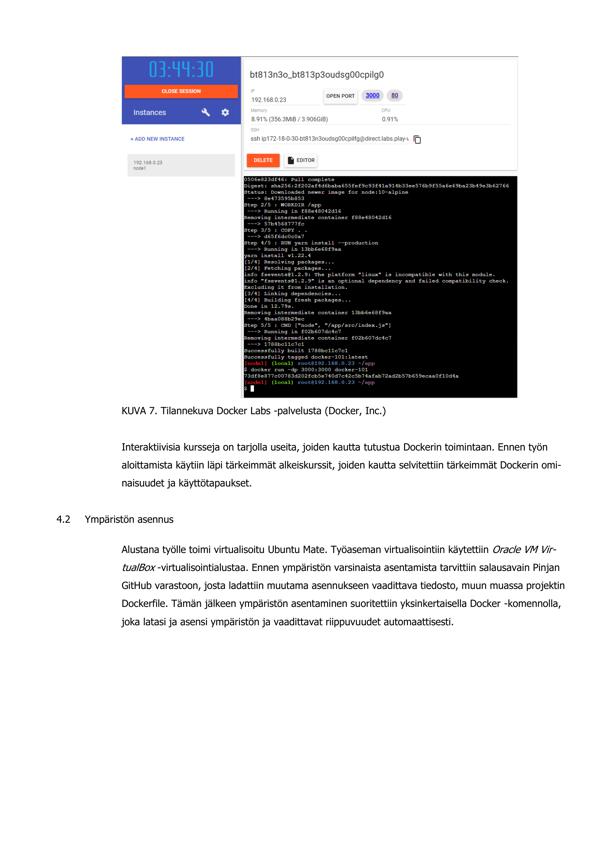 03:44:30
CLOSE SESSION
Instances
+ ADD NEW INSTANCE
192.168.0.23
node1
bt813n3o_bt813p3oudsg00cpilg0
IP
192.168.0.23
OPEN PORT
3000
80
Memory
CPU
8.91% (356.3MiB / 3.906GiB)
0.91%
SSH
ssh ip172-18-0-30-bt813n3oudsg00cpilfg@direct.labs.play-v
DELETE
EDITOR
0506e823df46: Pull complete
Digest: sha256:2f202af4d6baba655fef9c93f41a914b33ee576b9f55a6e69ba23b49e3b62766
Status: Downloaded newer image for node:10-alpine
---> 8e473595b853
Step 2/5 : WORKDIR /app
---> Running in f88e48042d16
Removing intermediate container f88e48042d16
---> 57b4568777fc
Step 3/5 : COPY . .
---> d65f6dc0c0a7
Step 4/5 : RUN yarn install --production
---> Running in 13bb6e68f9aa
yarn install v1.22.4
[1/4] Resolving packages...
[2/4] Fetching packages...
info fsevents@1.2.9: The platform "linux" is incompatible with this module.
info "fsevents@1.2.9" is an optional dependency and failed compatibility check.
Excluding it from installation.
[3/4] Linking dependencies...
[4/4] Building fresh packages...
Done in 12.79s.
Removing intermediate container 13bb6e68f9aa
---> 4baa088b29ec
Step 5/5 : CMD ["node", "/app/src/index.js"]
---> Running in f02b607dc4c7
Removing intermediate container f02b607dc4c7
---> 1788bc11c7c1
Successfully built 1788bc11c7c1
Successfully tagged docker-101:latest
[node1] (local) root@192.168.0.23 ~/app
$ docker run -dp 3000:3000 docker-101
73df8e877c00783d202fcb5a740d7c42c5b74afab72ad2b57b659ecaa0f10d4a
[node1] (local) root@192.168.0.23 ~/app
$
KUVA 7. Tilannekuva Docker Labs -palvelusta (Docker, Inc.)
Interaktiivisia kursseja on tarjolla useita, joiden kautta tutustua Dockerin toimintaan. Ennen työn
aloittamista käytiin läpi tärkeimmät alkeiskurssit, joiden kautta selvitettiin tärkeimmät Dockerin omi-
naisuudet ja käyttötapaukset.
4.2 Ympäristön asennus
Alustana työlle toimi virtualisoitu Ubuntu Mate. Työaseman virtualisointiin käytettiin Oracle VM Vir-
tualBox -virtualisointialustaa. Ennen ympäristön varsinaista asentamista tarvittiin salausavain Pinjan
GitHub varastoon, josta ladattiin muutama asennukseen vaadittava tiedosto, muun muassa projektin
Dockerfile. Tämän jälkeen ympäristön asentaminen suoritettiin yksinkertaisella Docker -komennolla,
joka latasi ja asensi ympäristön ja vaadittavat riippuvuudet automaattisesti.